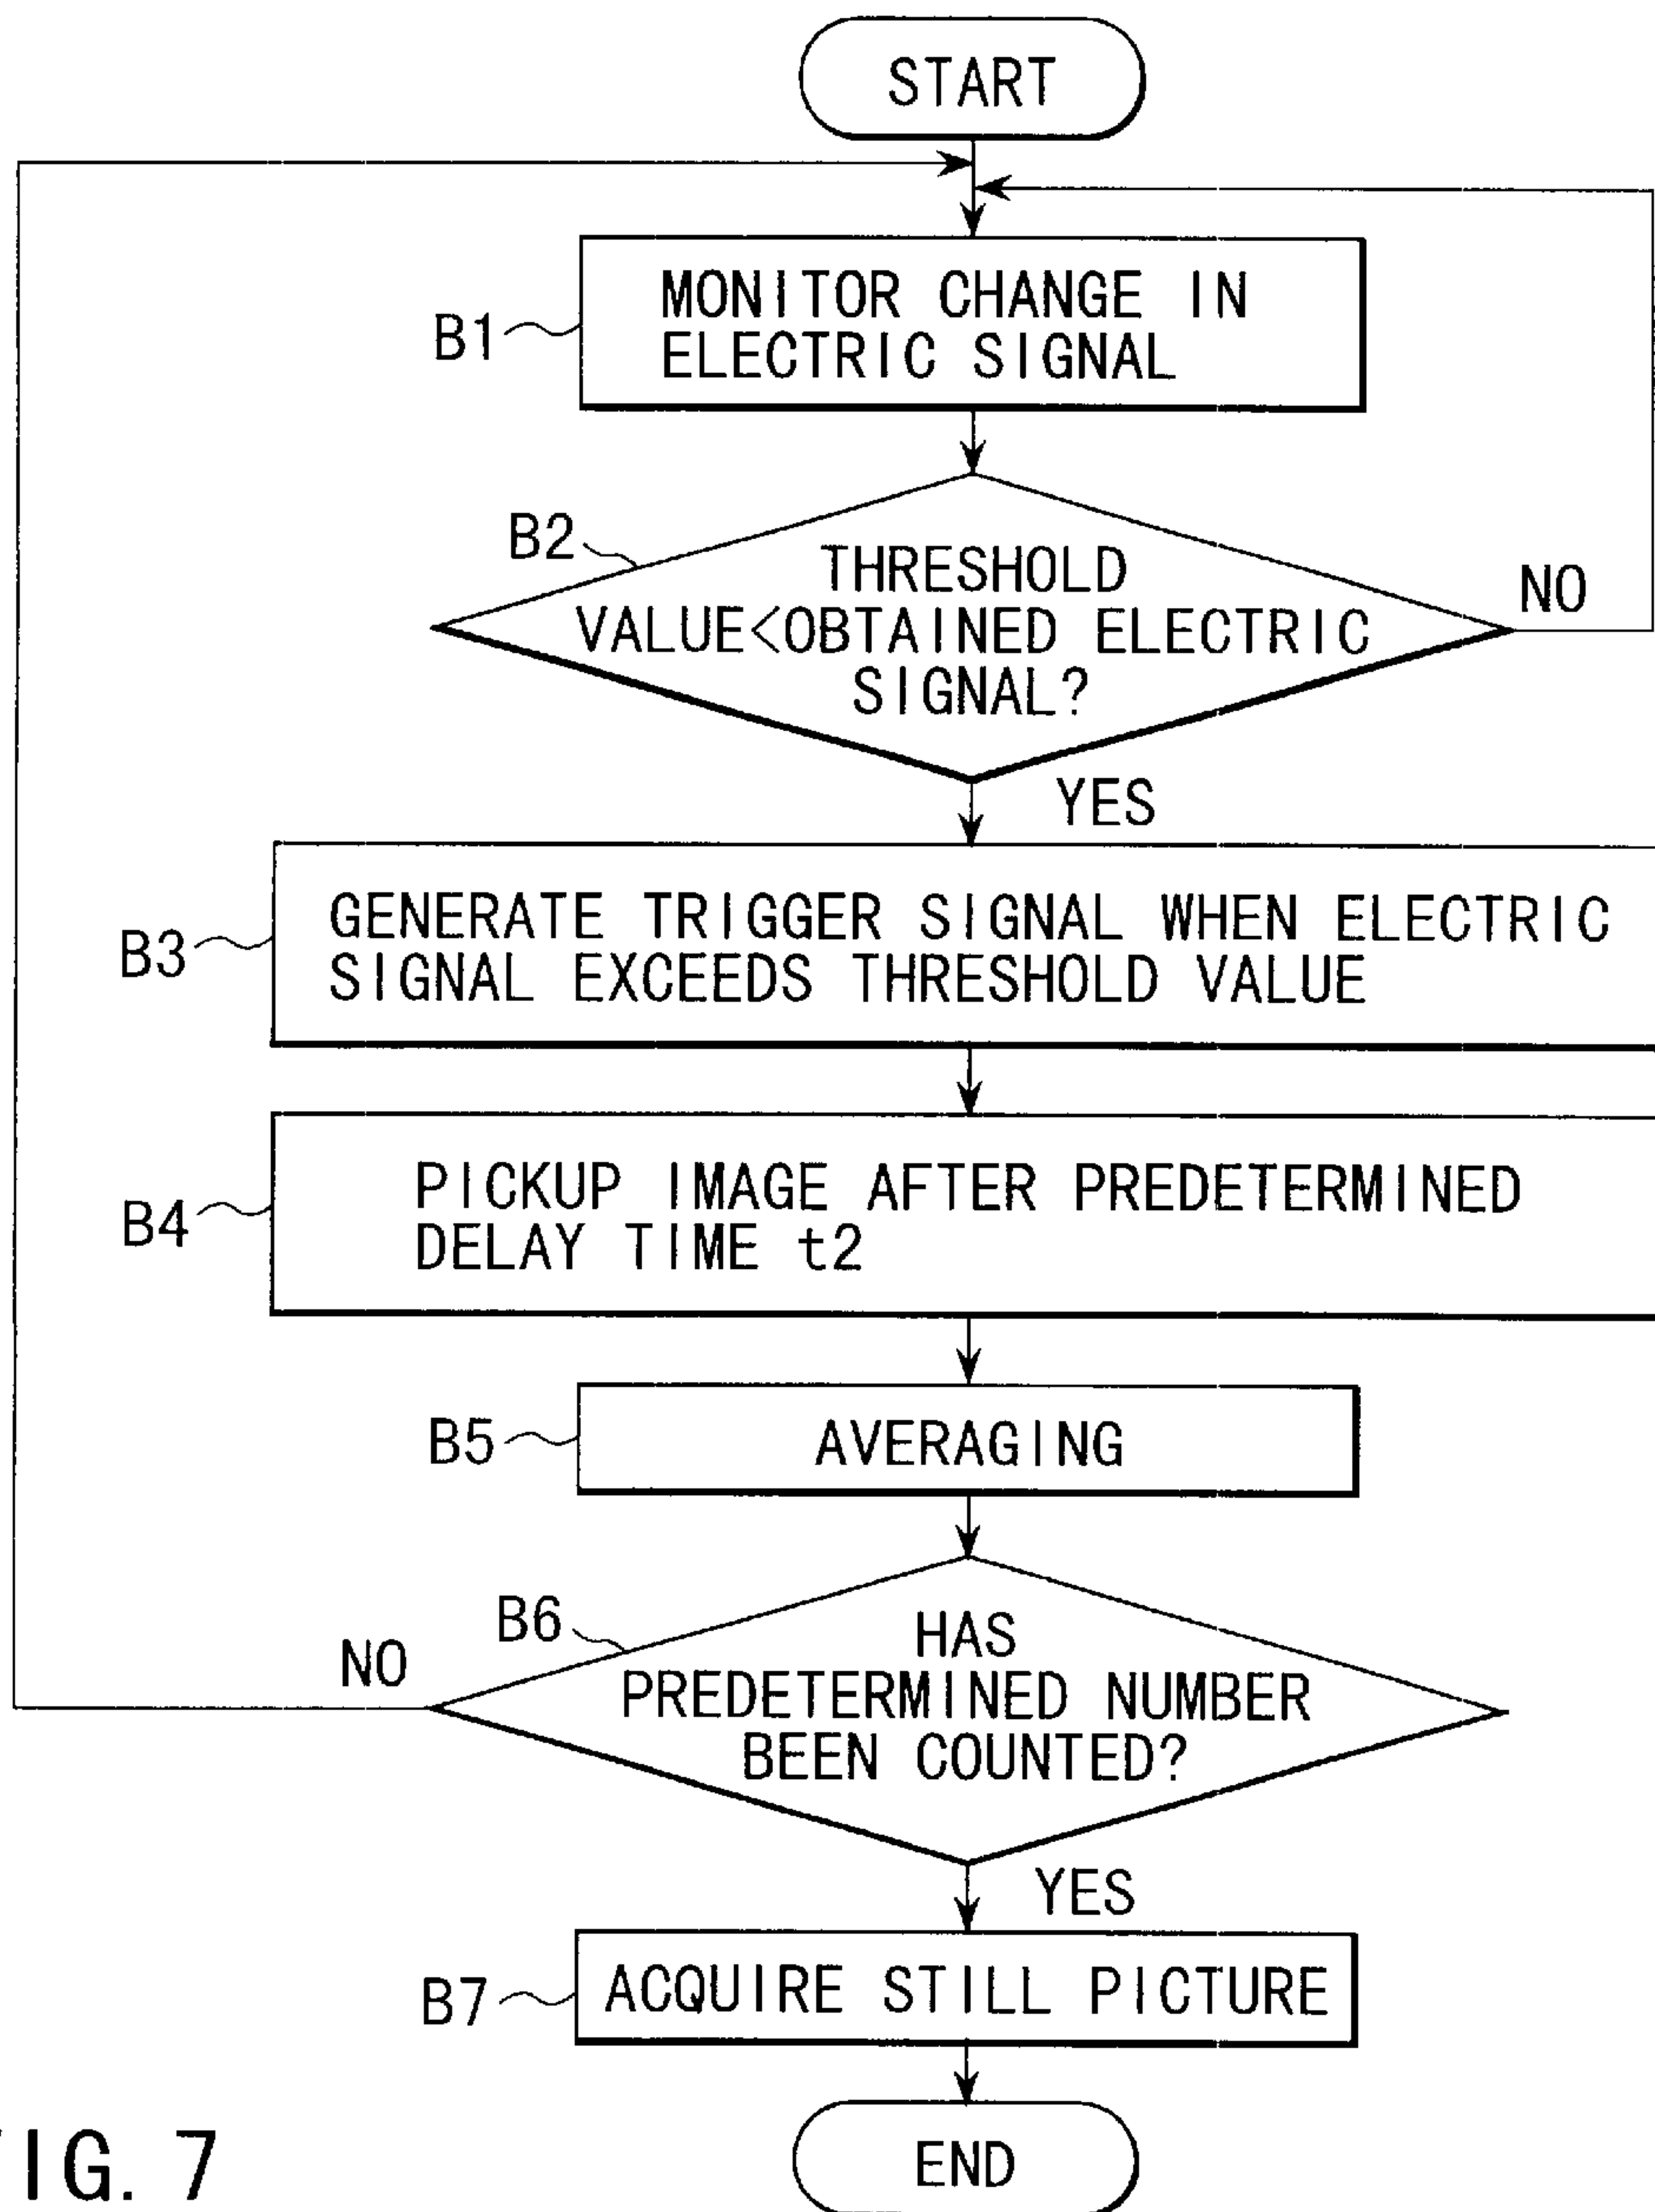 START
B1
MONITOR CHANGE IN
ELECTRIC SIGNAL
B2
THRESHOLD
VALUE<OBTAINED ELECTRIC
SIGNAL?
NO
YES
B3
GENERATE TRIGGER SIGNAL WHEN ELECTRIC
SIGNAL EXCEEDS THRESHOLD VALUE
B4
PICKUP IMAGE AFTER PREDETERMINED
DELAY TIME t2
B5
AVERAGING
B6
HAS
PREDETERMINED NUMBER
BEEN COUNTED?
NO
YES
B7
ACQUIRE STILL PICTURE
END
FIG. 7